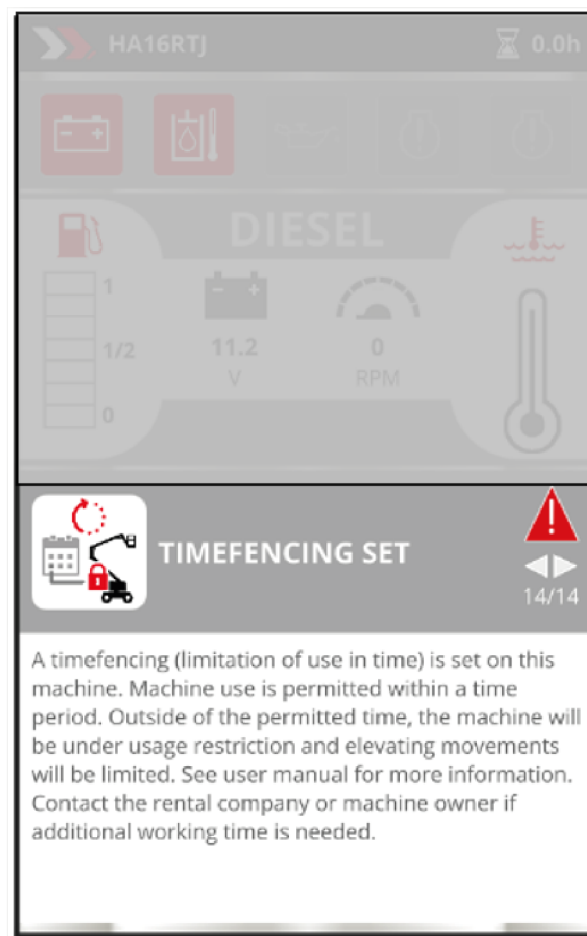 HA16RTJ
0.0h
DIESEL
1
1/2
0
11.2
V
0
RPM
TIMEFENCING SET
14/14
A timefencing (limitation of use in time) is set on this
machine. Machine use is permitted within a time
period. Outside of the permitted time, the machine will
be under usage restriction and elevating movements
will be limited. See user manual for more information.
Contact the rental company or machine owner if
additional working time is needed.